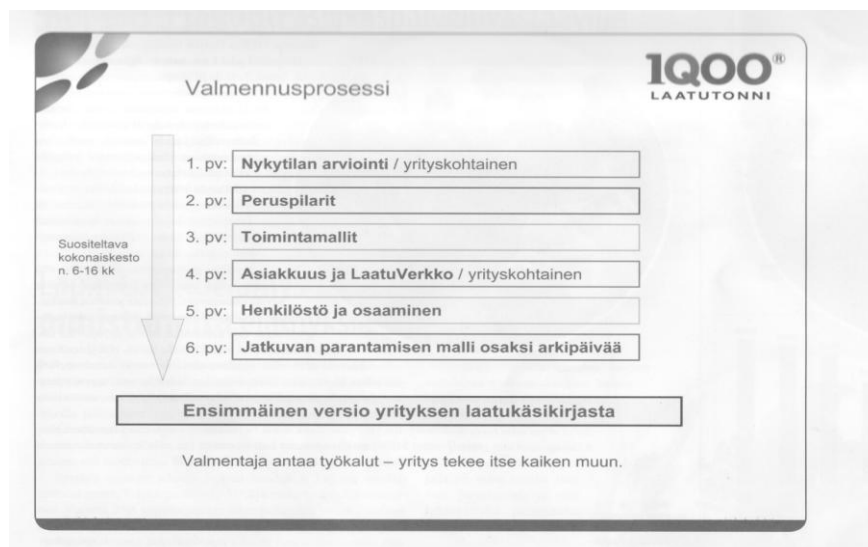 Valmennusprosessi
1QOO®
LAATUTONNI
1. pv: Nykytilan arviointi / yrityskohtainen
2. pv: Peruspilarit
3. pv: Toimintamallit
Suositeltava
kokonaiskesto
n. 6-16 kk
4. pv: Asiakkuus ja LaatuVerkko / yrityskohtainen
5. pv: Henkilöstö ja osaaminen
6. pv: Jatkuvan parantamisen malli osaksi arkipäivää
Ensimmäinen versio yrityksen laatukäsikirjasta
Valmentaja antaa työkalut – yritys tekee itse kaiken muun.